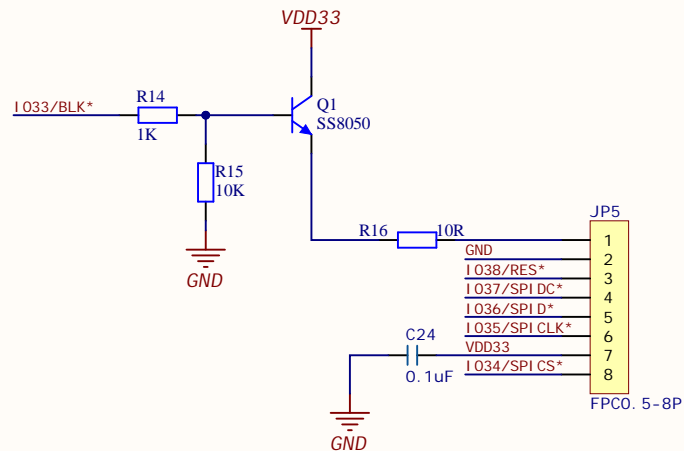 VDD33
IO33/BLK*
R14
1K
Q1
SS8050
R15
10K
GND
R16
10R
JP5
1
GND
2
IO38/RES*
3
IO37/SPIDC*
4
IO36/SPID*
5
IO35/SPICLK*
6
C24
0.1uF
VDD33
7
IO34/SPICS*
8
FPC0.5-8P
GND